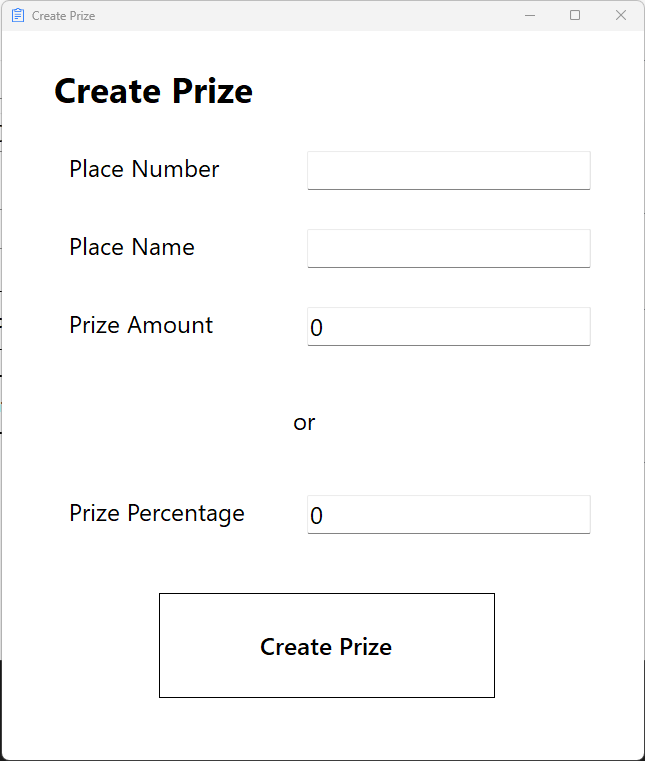 Create Prize
Create Prize
Place Number
Place Name
Prize Amount 0
or
Prize Percentage 0
Create Prize